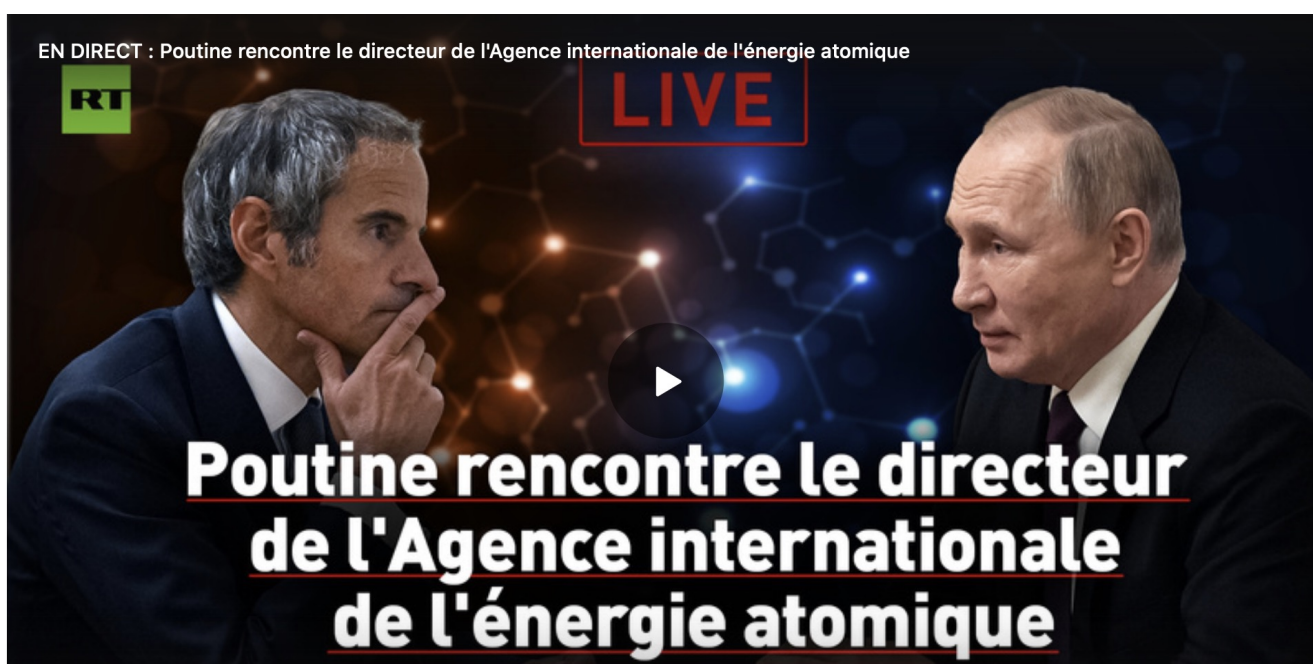 EN DIRECT : Poutine rencontre le directeur de l'Agence internationale de l'énergie atomique
RT
LIVE
Poutine rencontre le directeur
de l'Agence internationale
de l'énergie atomique